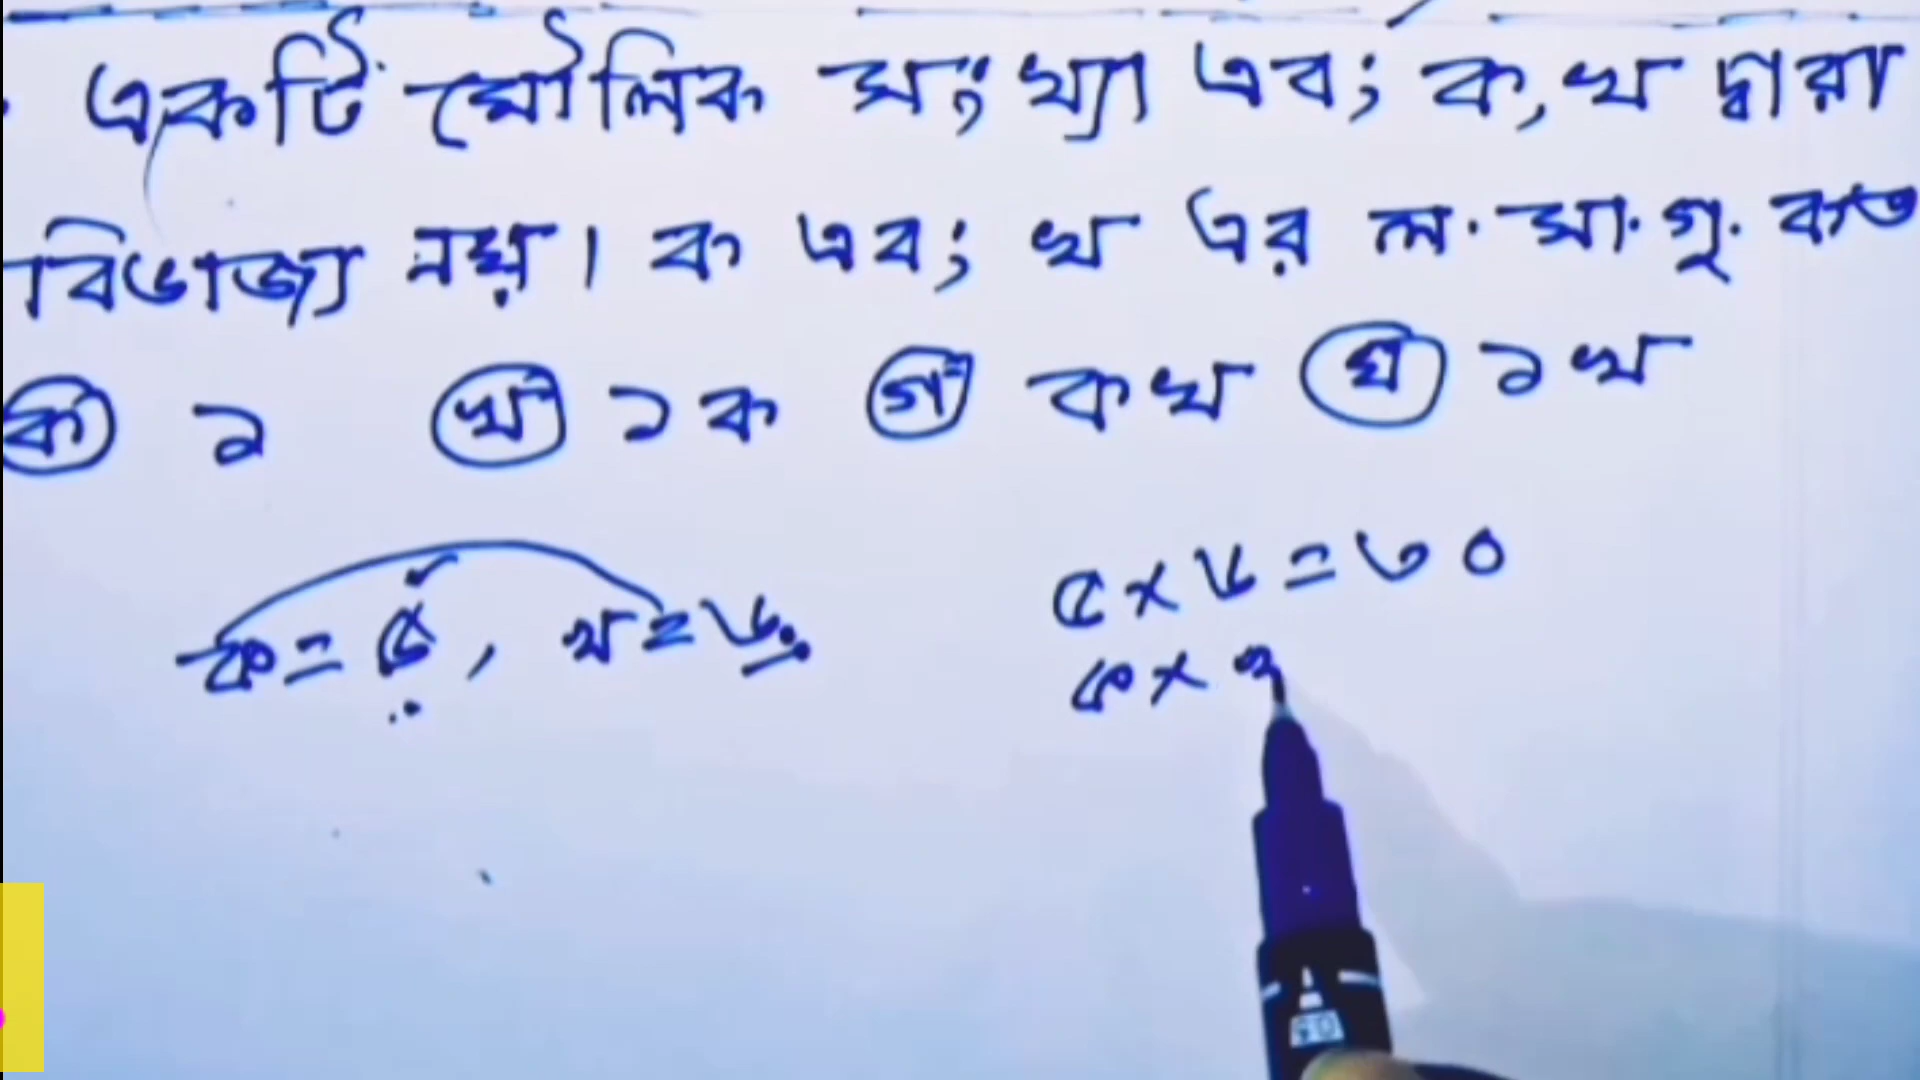 একটি মৌলিক সংখ্যা এবং ক,খ দ্বারা
বিভাজ্য নয়। ক এবং খ এর ল.সা.গু. কত
ক ১ খ ১ক গ কখ ঘ ১খ
ক=৫, খ=৬
৫×৬=৩০
ক×খ